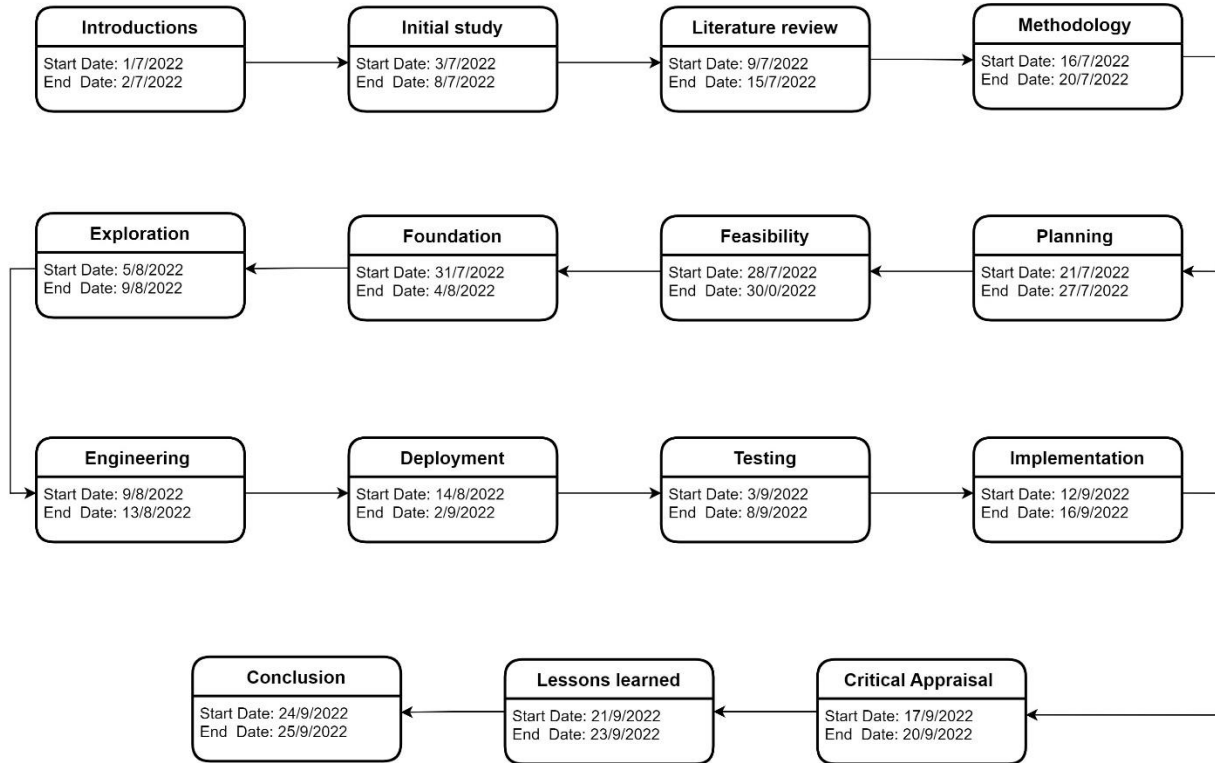 Introductions
Start Date: 1/7/2022
End Date: 2/7/2022
Initial study
Start Date: 3/7/2022
End Date: 8/7/2022
Literature review
Start Date: 9/7/2022
End Date: 15/7/2022
Methodology
Start Date: 16/7/2022
End Date: 20/7/2022
Planning
Start Date: 21/7/2022
End Date: 27/7/2022
Feasibility
Start Date: 28/7/2022
End Date: 30/0/2022
Foundation
Start Date: 31/7/2022
End Date: 4/8/2022
Exploration
Start Date: 5/8/2022
End Date: 9/8/2022
Engineering
Start Date: 9/8/2022
End Date: 13/8/2022
Deployment
Start Date: 14/8/2022
End Date: 2/9/2022
Testing
Start Date: 3/9/2022
End Date: 8/9/2022
Implementation
Start Date: 12/9/2022
End Date: 16/9/2022
Critical Appraisal
Start Date: 17/9/2022
End Date: 20/9/2022
Lessons learned
Start Date: 21/9/2022
End Date: 23/9/2022
Conclusion
Start Date: 24/9/2022
End Date: 25/9/2022